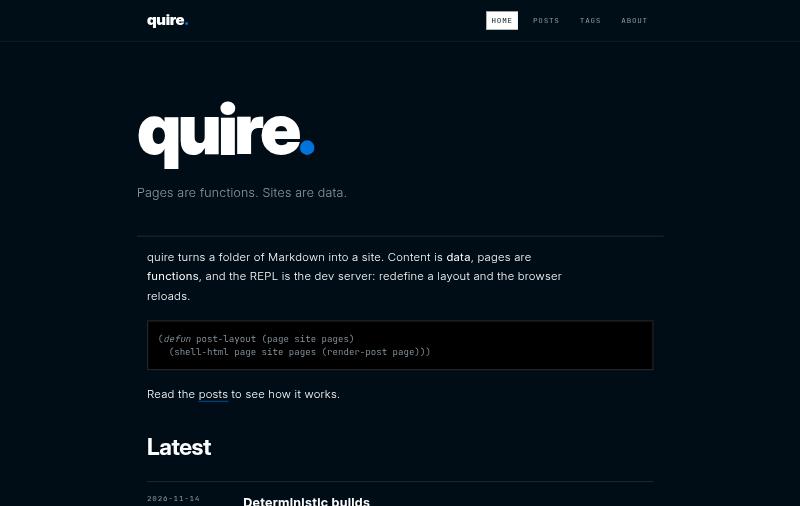 quire.
HOME POSTS TAGS ABOUT
quire.
Pages are functions. Sites are data.
quire turns a folder of Markdown into a site. Content is data, pages are
functions, and the REPL is the dev server: redefine a layout and the browser
reloads.
(defun post-layout (page site pages)
  (shell-html page site pages (render-post page)))
Read the posts to see how it works.
Latest
2026-11-14
Deterministic builds